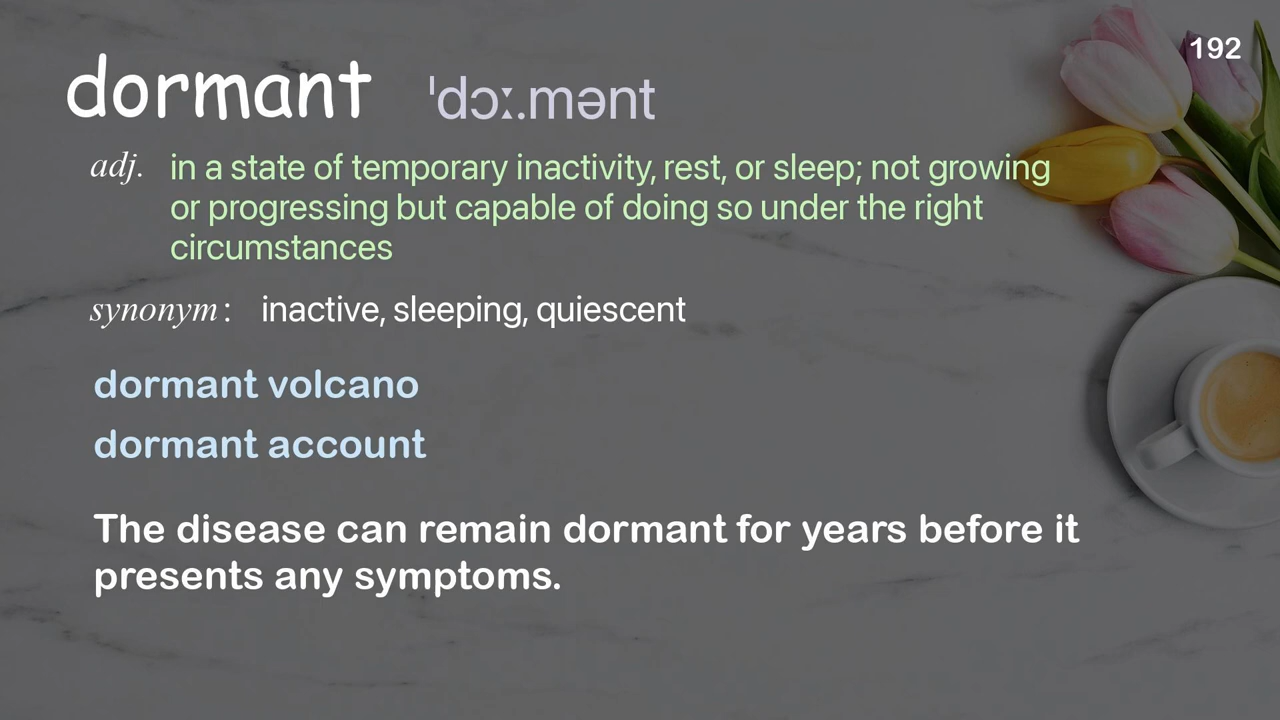 192
dormant ˈdɔː.mənt
adj. in a state of temporary inactivity, rest, or sleep; not growing
or progressing but capable of doing so under the right
circumstances
synonym: inactive, sleeping, quiescent
dormant volcano
dormant account
The disease can remain dormant for years before it
presents any symptoms.